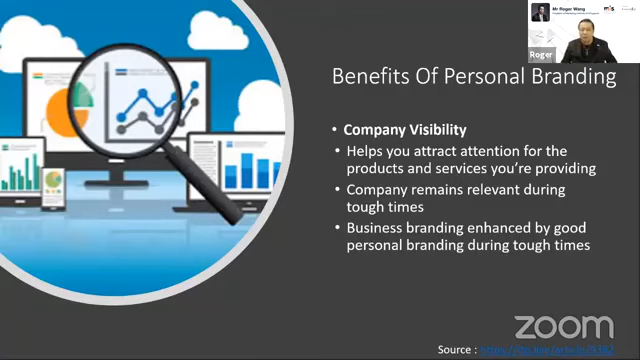 Mr Roger Wang
Roger
Benefits Of Personal Branding
• Company Visibility
• Helps you attract attention for the
products and services you're providing
• Company remains relevant during
tough times
• Business branding enhanced by good
personal branding during tough times
zoom
Source :